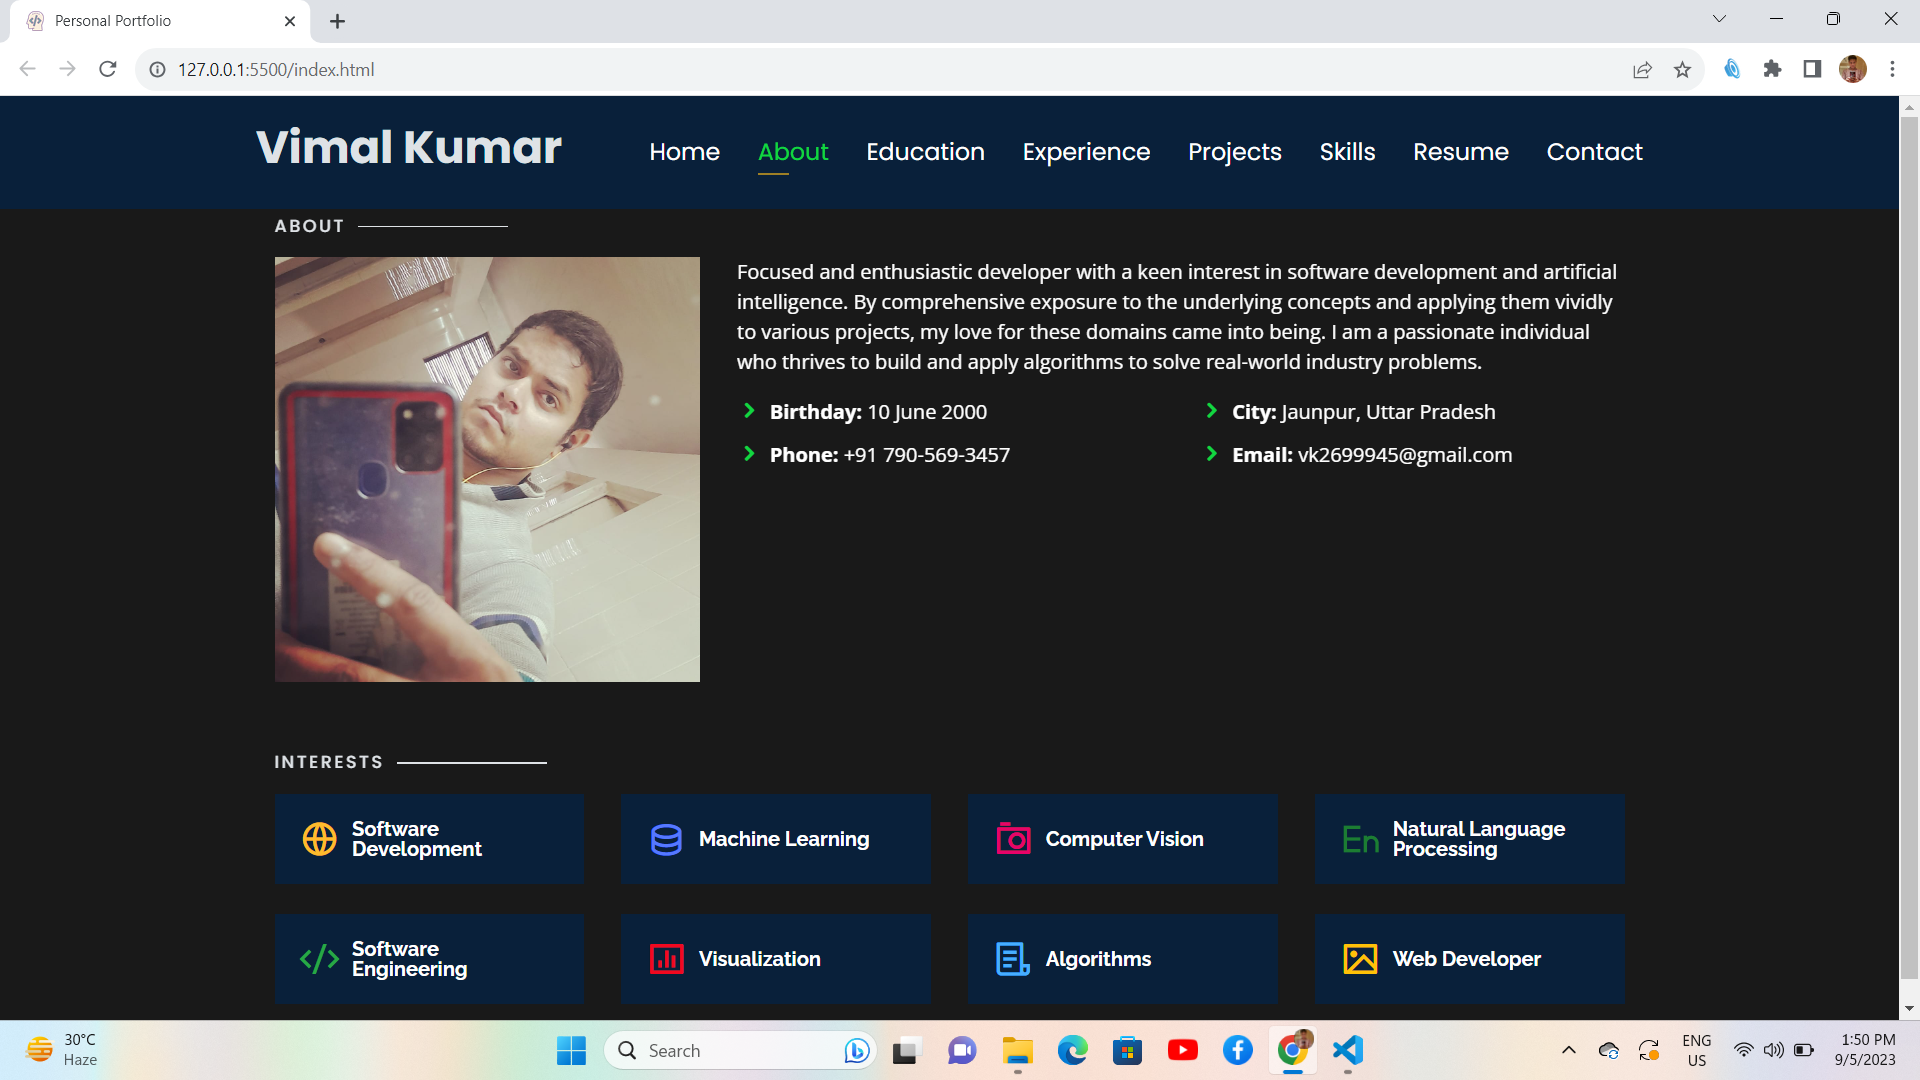 Personal Portfolio
127.0.0.1:5500/index.html
Vimal Kumar
Home About Education Experience Projects Skills Resume Contact
ABOUT
Focused and enthusiastic developer with a keen interest in software development and artificial
intelligence. By comprehensive exposure to the underlying concepts and applying them vividly
to various projects, my love for these domains came into being. I am a passionate individual
who thrives to build and apply algorithms to solve real-world industry problems.
Birthday: 10 June 2000
City: Jaunpur, Uttar Pradesh
Phone: +91 790-569-3457
Email: vk2699945@gmail.com
INTERESTS
Software
Development
Machine Learning
Computer Vision
En
Natural Language
Processing
Software
Engineering
Visualization
Algorithms
Web Developer
30°C
Haze
Search
ENG
US
1:50 PM
9/5/2023